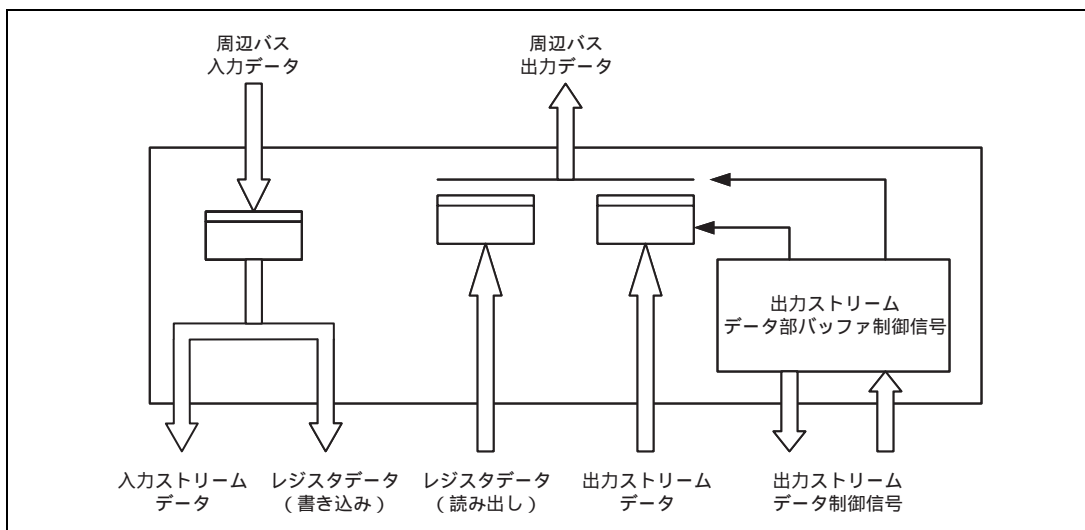 周辺バス
入力データ
周辺バス
出力データ
出力ストリーム
データ部バッファ制御信号
入力ストリーム
データ
レジスタデータ
(書き込み)
レジスタデータ
(読み出し)
出力ストリーム
データ
出力ストリーム
データ制御信号